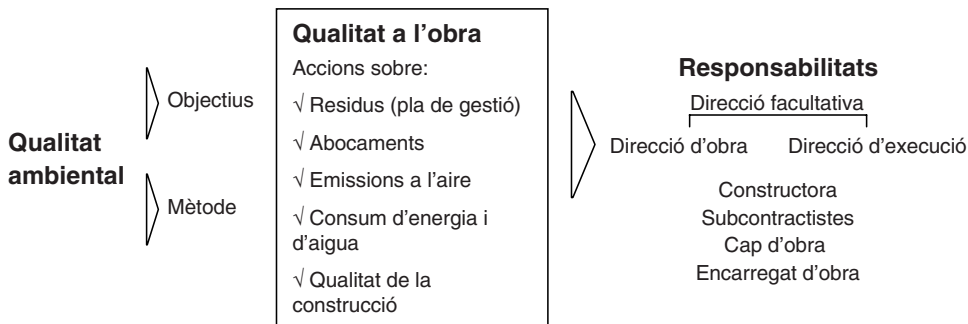 Qualitat
ambiental
Objectius
Mètode
Qualitat a l’obra
Accions sobre:
√ Residus (pla de gestió)
√ Abocaments
√ Emissions a l’aire
√ Consum d’energia i
d’aigua
√ Qualitat de la
construcció
Responsabilitats
Direcció facultativa
Direcció d’obra
Direcció d’execució
Constructora
Subcontractistes
Cap d’obra
Encarregat d’obra